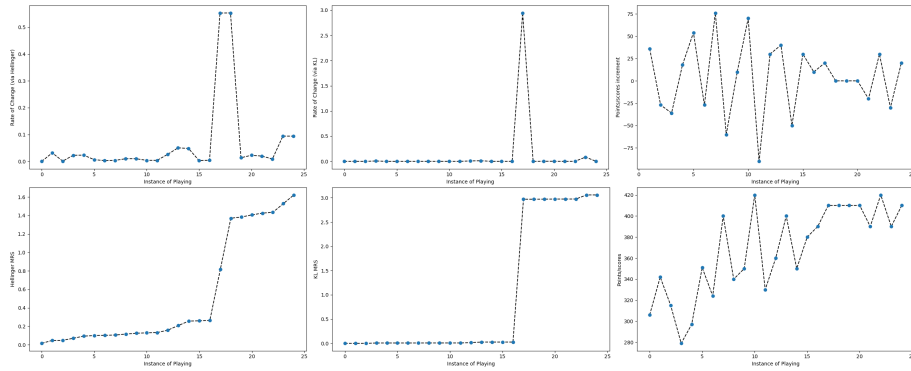 Rate of Change (via Hellinger)
0.5
0.4
0.3
0.2
0.1
0.0
0 5 10 15 20 25
Instance of Playing
Rate of Change (via KL)
3.0
2.5
2.0
1.5
1.0
0.5
0.0
0 5 10 15 20 25
Instance of Playing
Points/scores increment
75
50
25
0
−25
−50
−75
0 5 10 15 20 25
Instance of Playing
Hellinger MRS
1.6
1.4
1.2
1.0
0.8
0.6
0.4
0.2
0.0
0 5 10 15 20 25
Instance of Playing
KL MRS
3.0
2.5
2.0
1.5
1.0
0.5
0.0
0 5 10 15 20 25
Instance of Playing
Points/scores
420
400
380
360
340
320
300
280
0 5 10 15 20 25
Instance of Playing